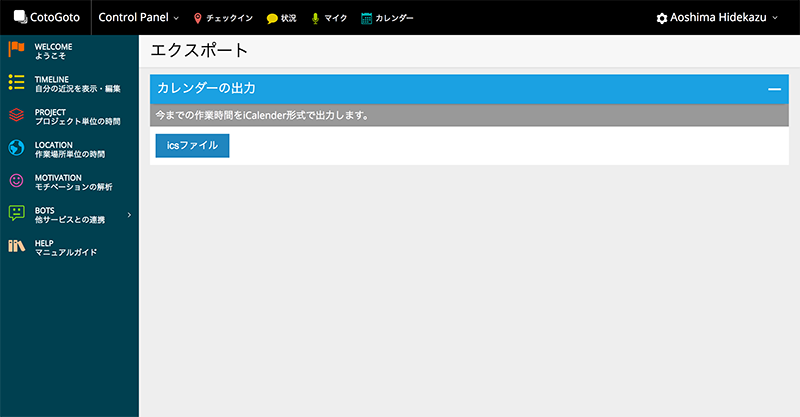 CotoGoto
Control Panel
チェックイン
状況
マイク
カレンダー
Aoshima Hidekazu
WELCOME
ようこそ
TIMELINE
自分の近況を表示・編集
PROJECT
プロジェクト単位の時間
LOCATION
作業場所単位の時間
MOTIVATION
モチベーションの解析
BOTS
他サービスとの連携
HELP
マニュアルガイド
エクスポート
カレンダーの出力
今までの作業時間をiCalender形式で出力します。
icsファイル